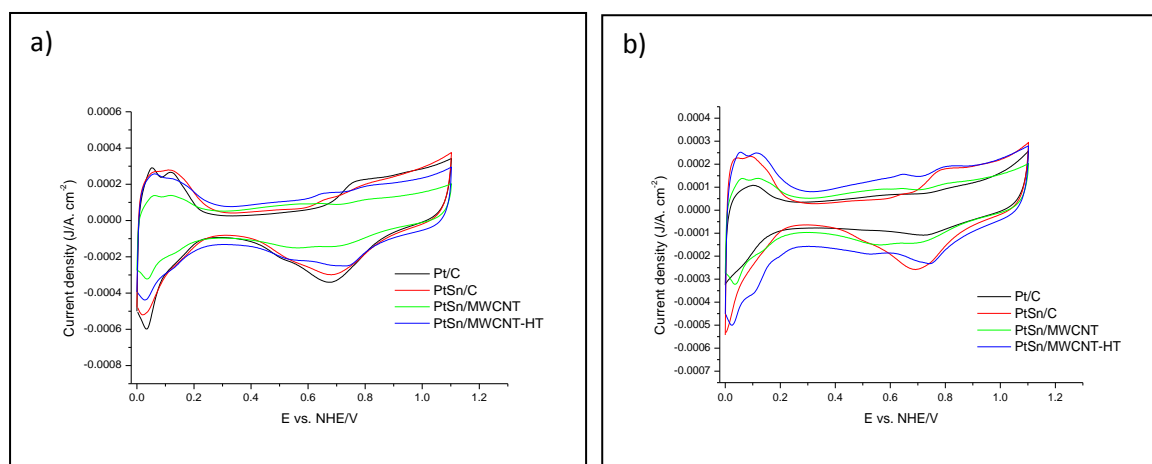 a)
0.0006
0.0004
0.0002
0.0000
-0.0002
-0.0004
-0.0006
-0.0008
0.0 0.2 0.4 0.6 0.8 1.0 1.2
Current density (J/A. cm-2)
E vs. NHE/V
Pt/C
PtSn/C
PtSn/MWCNT
PtSn/MWCNT-HT
b)
0.0004
0.0003
0.0002
0.0001
0.0000
-0.0001
-0.0002
-0.0003
-0.0004
-0.0005
-0.0006
-0.0007
0.0 0.2 0.4 0.6 0.8 1.0 1.2
Current density (J/A. cm-2)
E vs. NHE/V
Pt/C
PtSn/C
PtSn/MWCNT
PtSn/MWCNT-HT